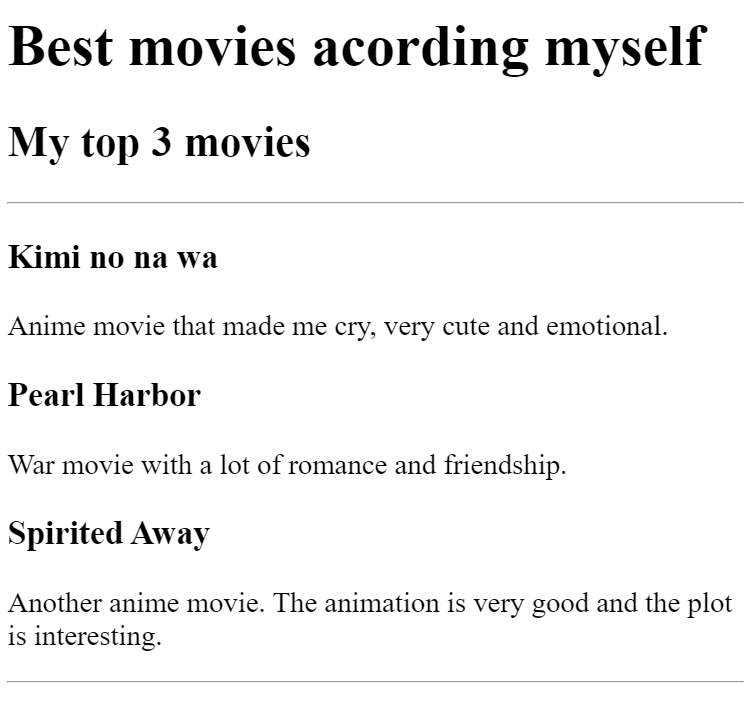 Best movies acording myself
My top 3 movies
Kimi no na wa
Anime movie that made me cry, very cute and emotional.
Pearl Harbor
War movie with a lot of romance and friendship.
Spirited Away
Another anime movie. The animation is very good and the plot
is interesting.